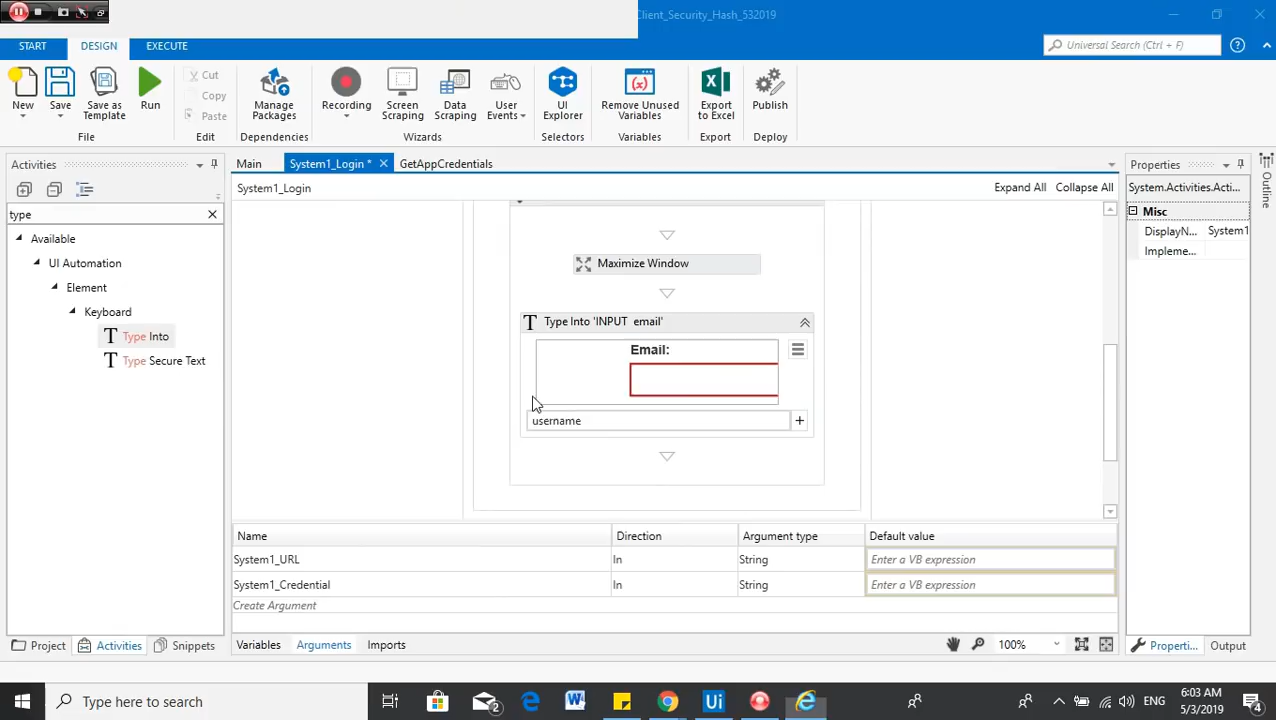 Client_Security_Hash_532019
START DESIGN EXECUTE
Universal Search (Ctrl + F)
New Save Save as Template Run
Cut
Copy
Paste
Manage Packages
Recording
Screen Scraping
Data Scraping
User Events
UI Explorer
Remove Unused Variables
Export to Excel
Publish
File Edit Dependencies Wizards Selectors Variables Export Deploy
Activities
Main System1_Login * GetAppCredentials
Properties
Outline
System1_Login
Expand All Collapse All
System.Activities.Acti...
type
Misc
DisplayN... System1
Impleme...
Available
UI Automation
Element
Keyboard
Type Into
Type Secure Text
Maximize Window
Type Into 'INPUT email'
Email:
username
Name Direction Argument type Default value
System1_URL In String Enter a VB expression
System1_Credential In String Enter a VB expression
Create Argument
Project Activities Snippets
Variables Arguments Imports
100%
Properti... Output
Type here to search
2
Ui
ENG
6:03 AM
5/3/2019
4